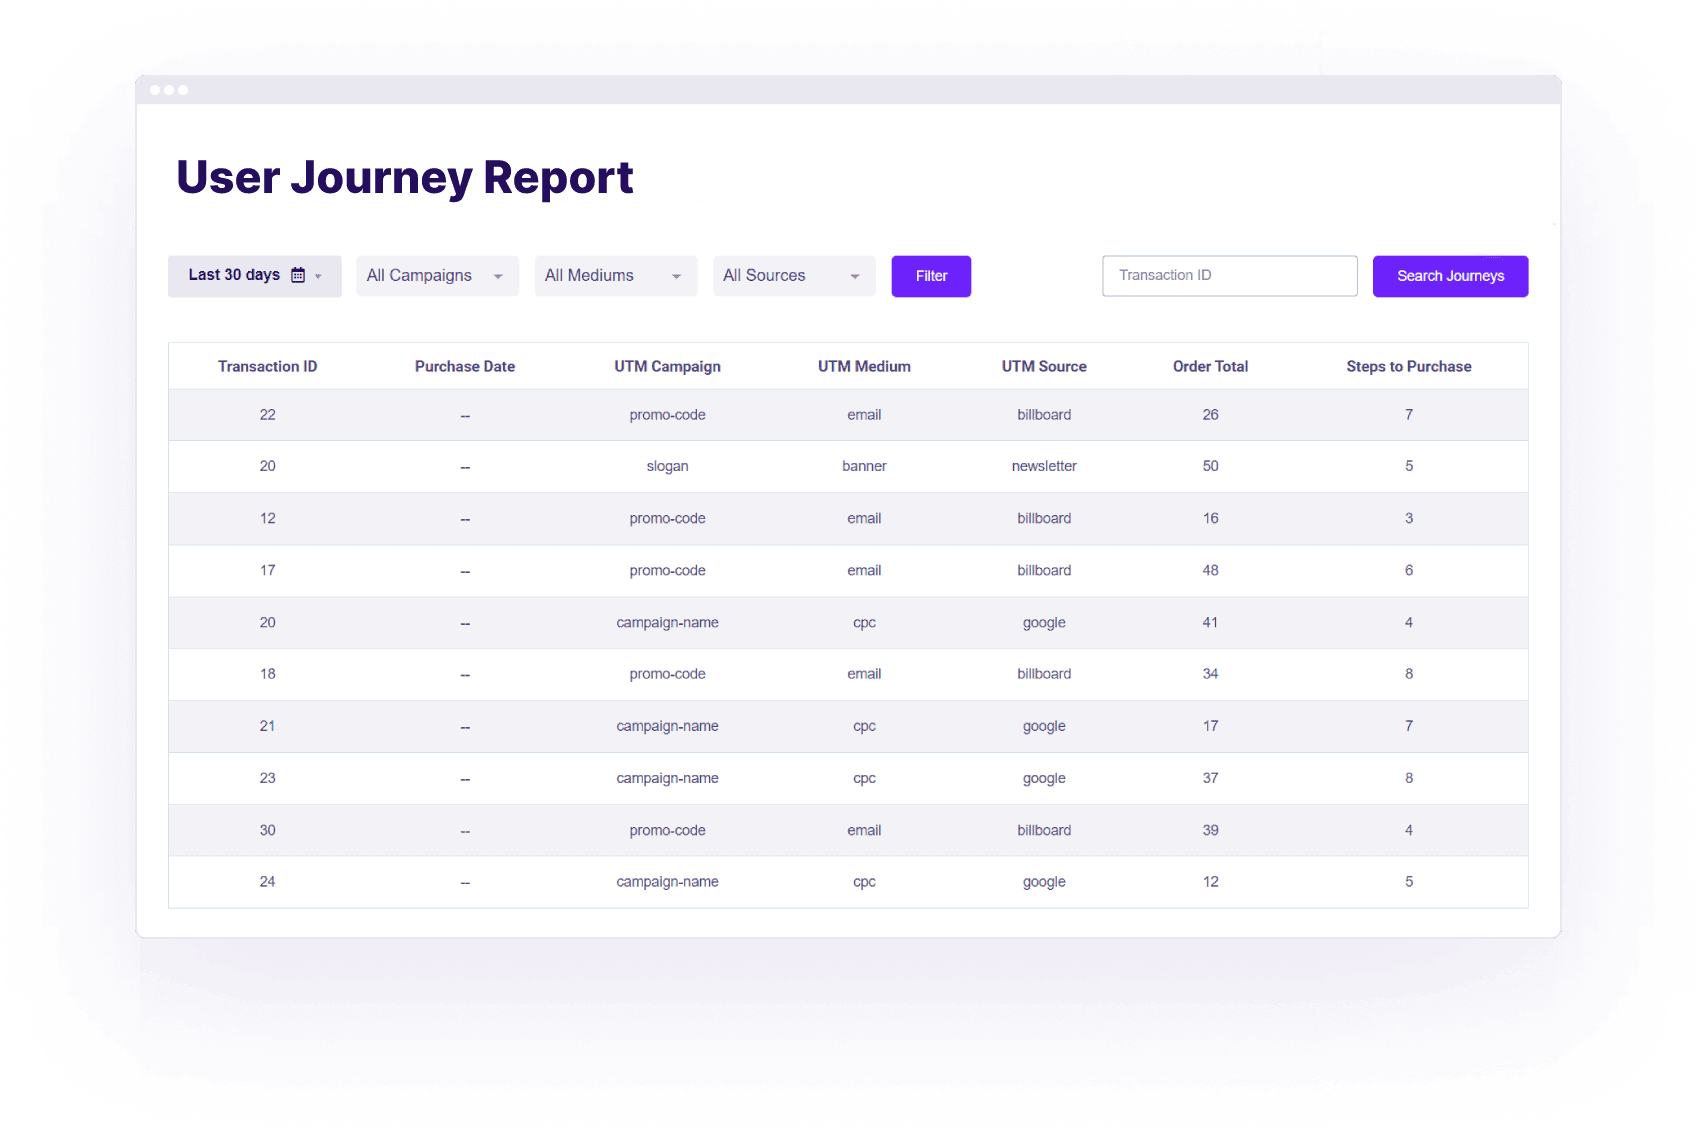 User Journey Report
Last 30 days All Campaigns All Mediums All Sources Filter Transaction ID Search Journeys
Transaction ID Purchase Date UTM Campaign UTM Medium UTM Source Order Total Steps to Purchase
22 -- promo-code email billboard 26 7
20 -- slogan banner newsletter 50 5
12 -- promo-code email billboard 16 3
17 -- promo-code email billboard 48 6
20 -- campaign-name cpc google 41 4
18 -- promo-code email billboard 34 8
21 -- campaign-name cpc google 17 7
23 -- campaign-name cpc google 37 8
30 -- promo-code email billboard 39 4
24 -- campaign-name cpc google 12 5